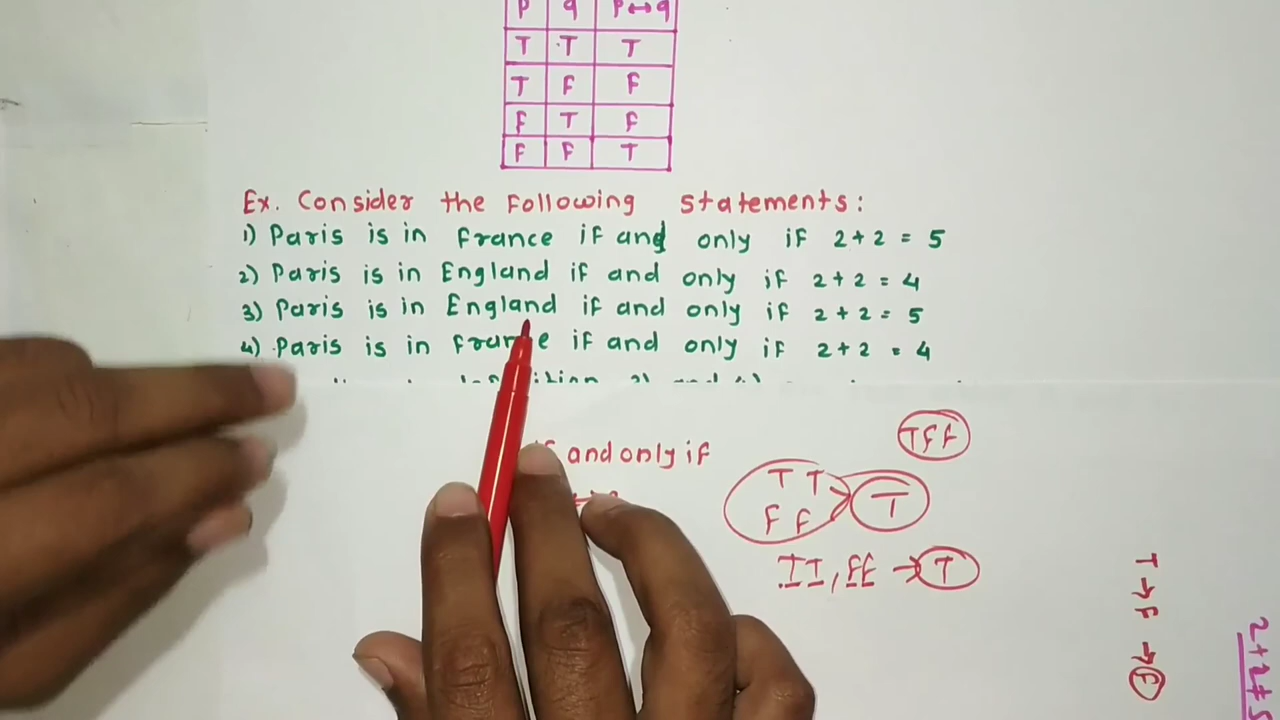 P q P↔q
T T T
T F F
F T F
F F T
Ex. Consider the following statements:
1) Paris is in france if and only if 2+2 = 5
2) Paris is in England if and only if 2+2 = 4
3) Paris is in England if and only if 2+2 = 5
4) Paris is in france if and only if 2+2 = 4
and only if
TFF
T T
F F
T
TT, FF → T
T → F → F